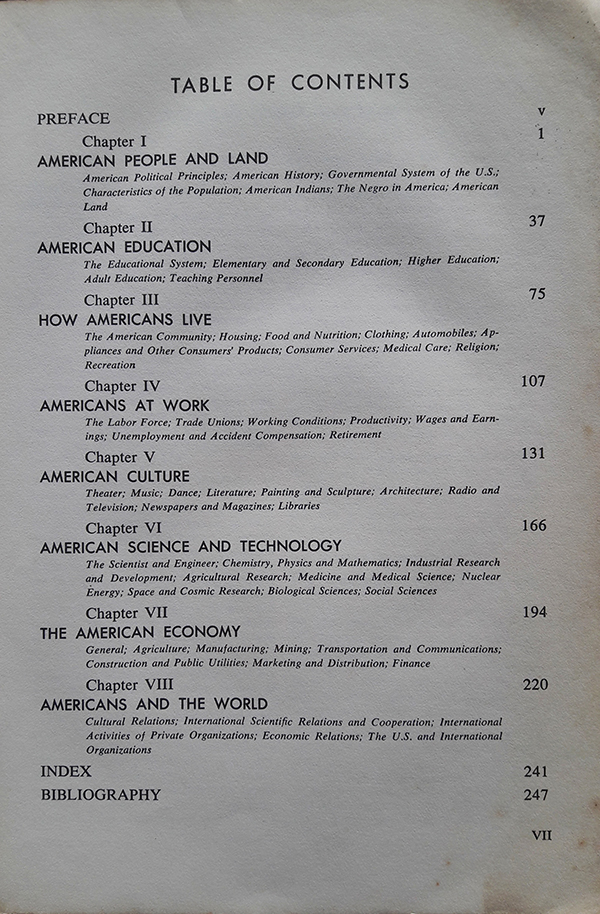 TABLE OF CONTENTS
PREFACE v
Chapter I 1
AMERICAN PEOPLE AND LAND
American Political Principles; American History; Governmental System of the U.S.;
Characteristics of the Population; American Indians; The Negro in America; American
Land
Chapter II 37
AMERICAN EDUCATION
The Educational System; Elementary and Secondary Education; Higher Education;
Adult Education; Teaching Personnel
Chapter III 75
HOW AMERICANS LIVE
The American Community; Housing; Food and Nutrition; Clothing; Automobiles; Ap-
pliances and Other Consumers' Products; Consumer Services; Medical Care; Religion;
Recreation
Chapter IV 107
AMERICANS AT WORK
The Labor Force; Trade Unions; Working Conditions; Productivity; Wages and Earn-
ings; Unemployment and Accident Compensation; Retirement
Chapter V 131
AMERICAN CULTURE
Theater; Music; Dance; Literature; Painting and Sculpture; Architecture; Radio and
Television; Newspapers and Magazines; Libraries
Chapter VI 166
AMERICAN SCIENCE AND TECHNOLOGY
The Scientist and Engineer; Chemistry, Physics and Mathematics; Industrial Research
and Development; Agricultural Research; Medicine and Medical Science; Nuclear
Energy; Space and Cosmic Research; Biological Sciences; Social Sciences
Chapter VII 194
THE AMERICAN ECONOMY
General; Agriculture; Manufacturing; Mining; Transportation and Communications;
Construction and Public Utilities; Marketing and Distribution; Finance
Chapter VIII 220
AMERICANS AND THE WORLD
Cultural Relations; International Scientific Relations and Cooperation; International
Activities of Private Organizations; Economic Relations; The U.S. and International
Organizations
INDEX 241
BIBLIOGRAPHY 247
VII